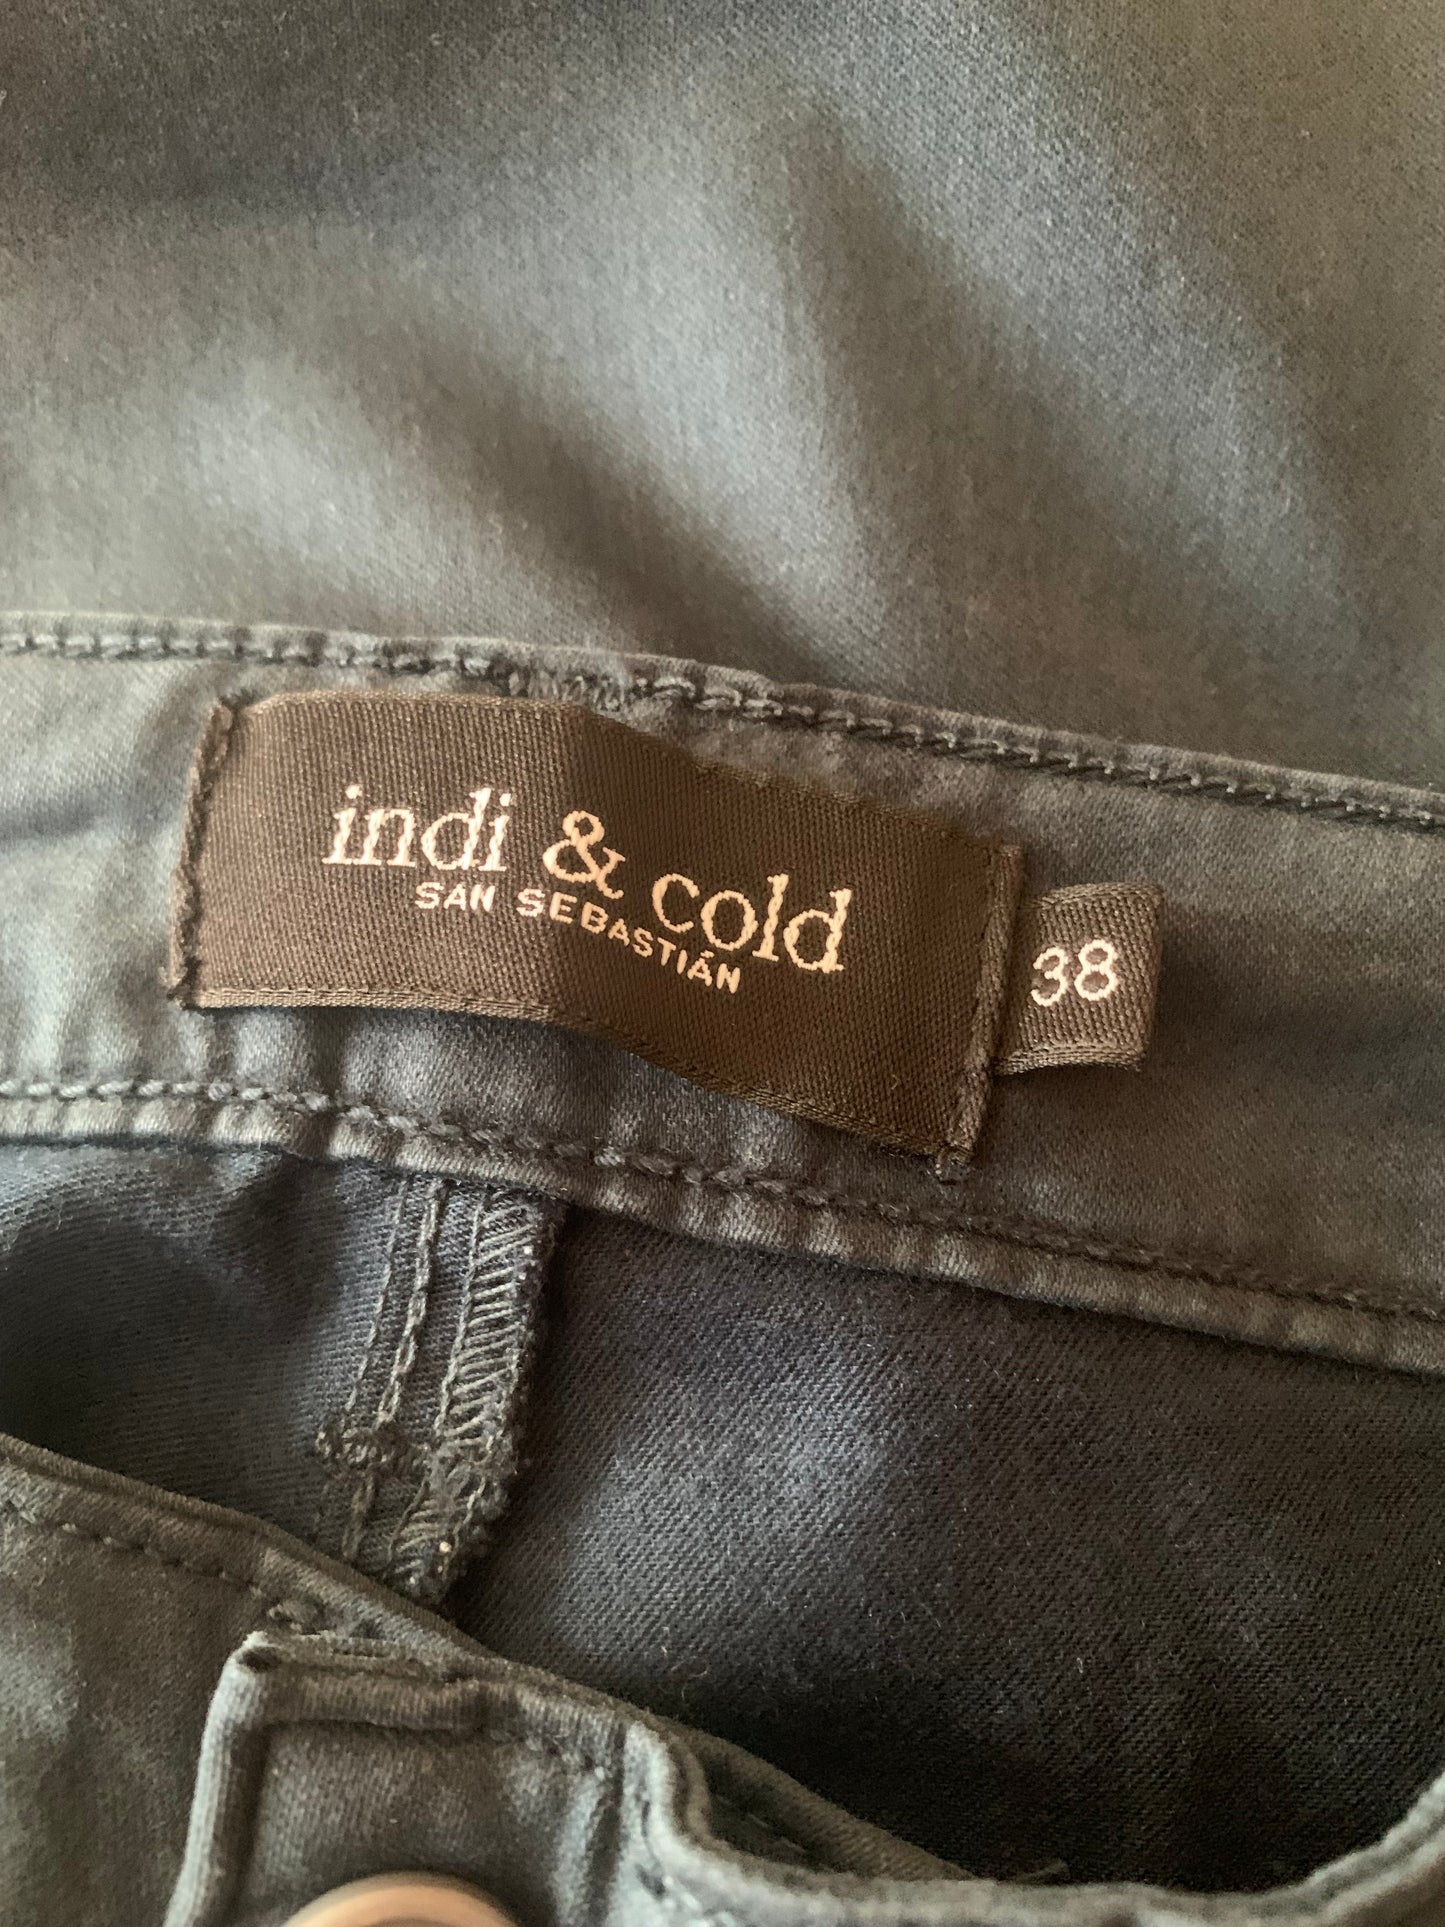 indi & cold
SAN SEBASTIÁN
38